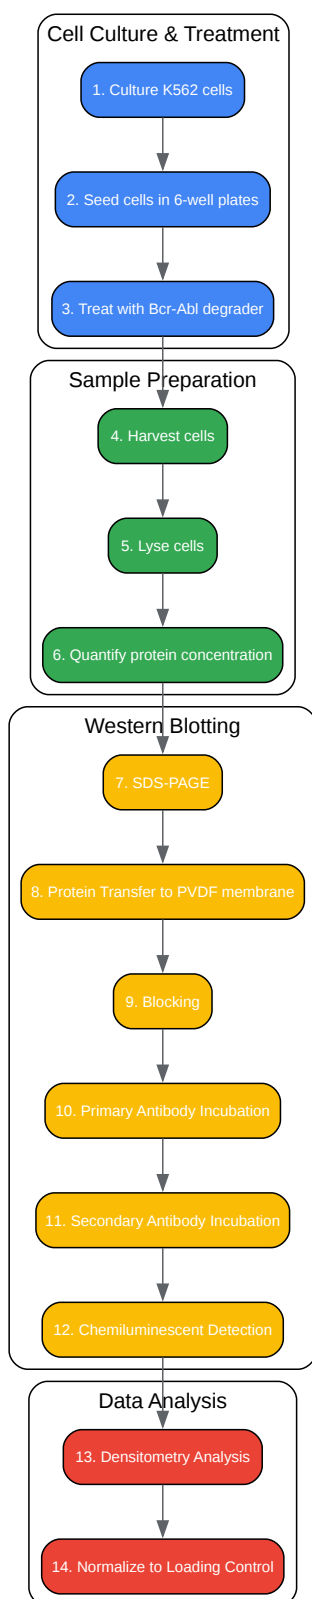 Cell Culture & Treatment
1. Culture K562 cells
2. Seed cells in 6-well plates
3. Treat with Bcr-Abl degrader
Sample Preparation
4. Harvest cells
5. Lyse cells
6. Quantify protein concentration
Western Blotting
7. SDS-PAGE
8. Protein Transfer to PVDF membrane
9. Blocking
10. Primary Antibody Incubation
11. Secondary Antibody Incubation
12. Chemiluminescent Detection
Data Analysis
13. Densitometry Analysis
14. Normalize to Loading Control